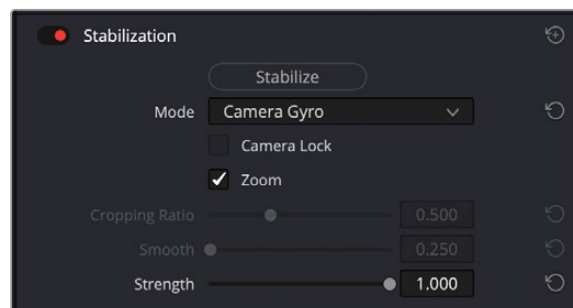 Stabilization
Stabilize
Mode Camera Gyro
Camera Lock
Zoom
Cropping Ratio 0.500
Smooth 0.250
Strength 1.000